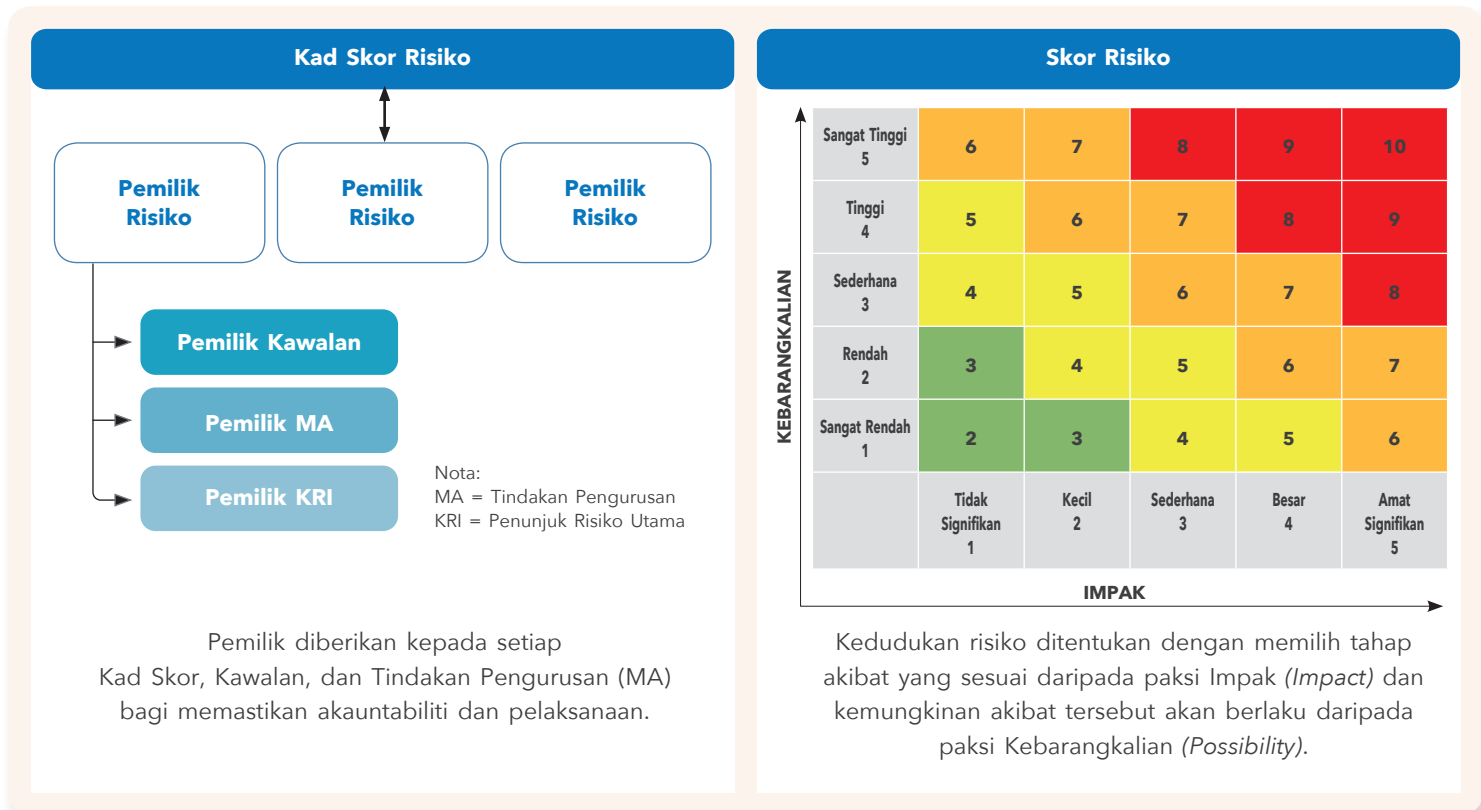 Kad Skor Risiko
Pemilik
Risiko
Pemilik
Risiko
Pemilik
Risiko
Pemilik Kawalan
Pemilik MA
Pemilik KRI
Nota:
MA = Tindakan Pengurusan
KRI = Penunjuk Risiko Utama
Pemilik diberikan kepada setiap
Kad Skor, Kawalan, dan Tindakan Pengurusan (MA)
bagi memastikan akauntabiliti dan pelaksanaan.
Skor Risiko
KEBARANGKALIAN
Sangat Tinggi
5
6 7 8 9 10
Tinggi
4
5 6 7 8 9
Sederhana
3
4 5 6 7 8
Rendah
2
3 4 5 6 7
Sangat Rendah
1
2 3 4 5 6
Tidak
Signifikan
1
Kecil
2
Sederhana
3
Besar
4
Amat
Signifikan
5
IMPAK
Kedudukan risiko ditentukan dengan memilih tahap
akibat yang sesuai daripada paksi Impak (Impact) dan
kemungkinan akibat tersebut akan berlaku daripada
paksi Kebarangkalian (Possibility).